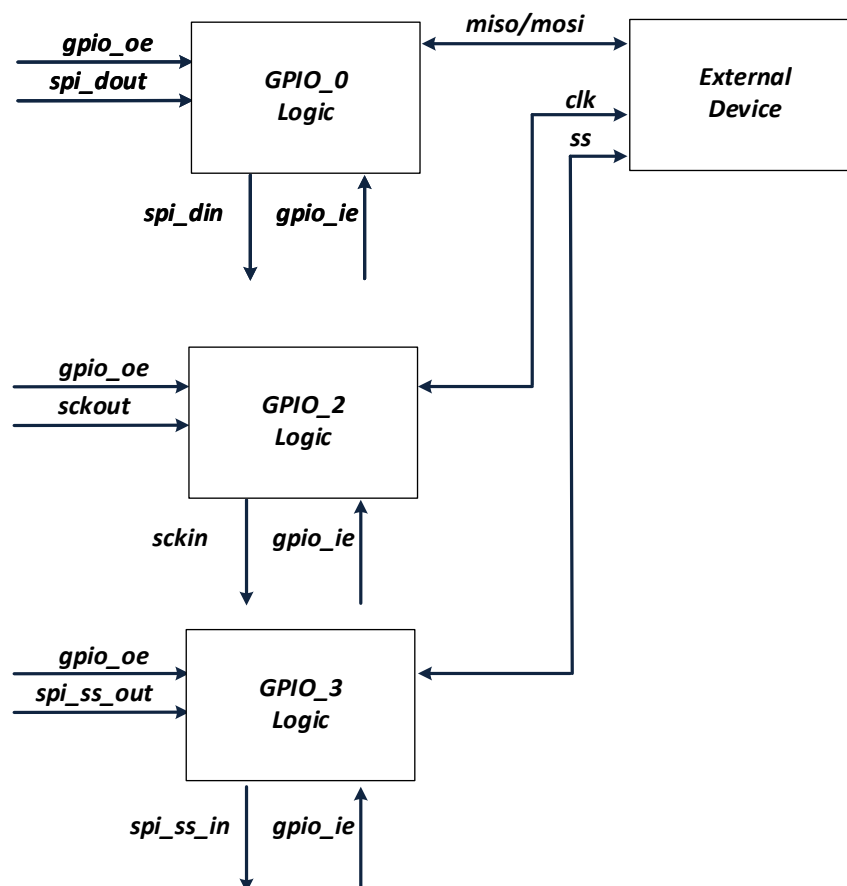 gpio_oe
spi_dout
GPIO_0
Logic
miso/mosi
External
Device
clk
ss
spi_din
gpio_ie
gpio_oe
sckout
GPIO_2
Logic
sckin
gpio_ie
gpio_oe
spi_ss_out
GPIO_3
Logic
spi_ss_in
gpio_ie